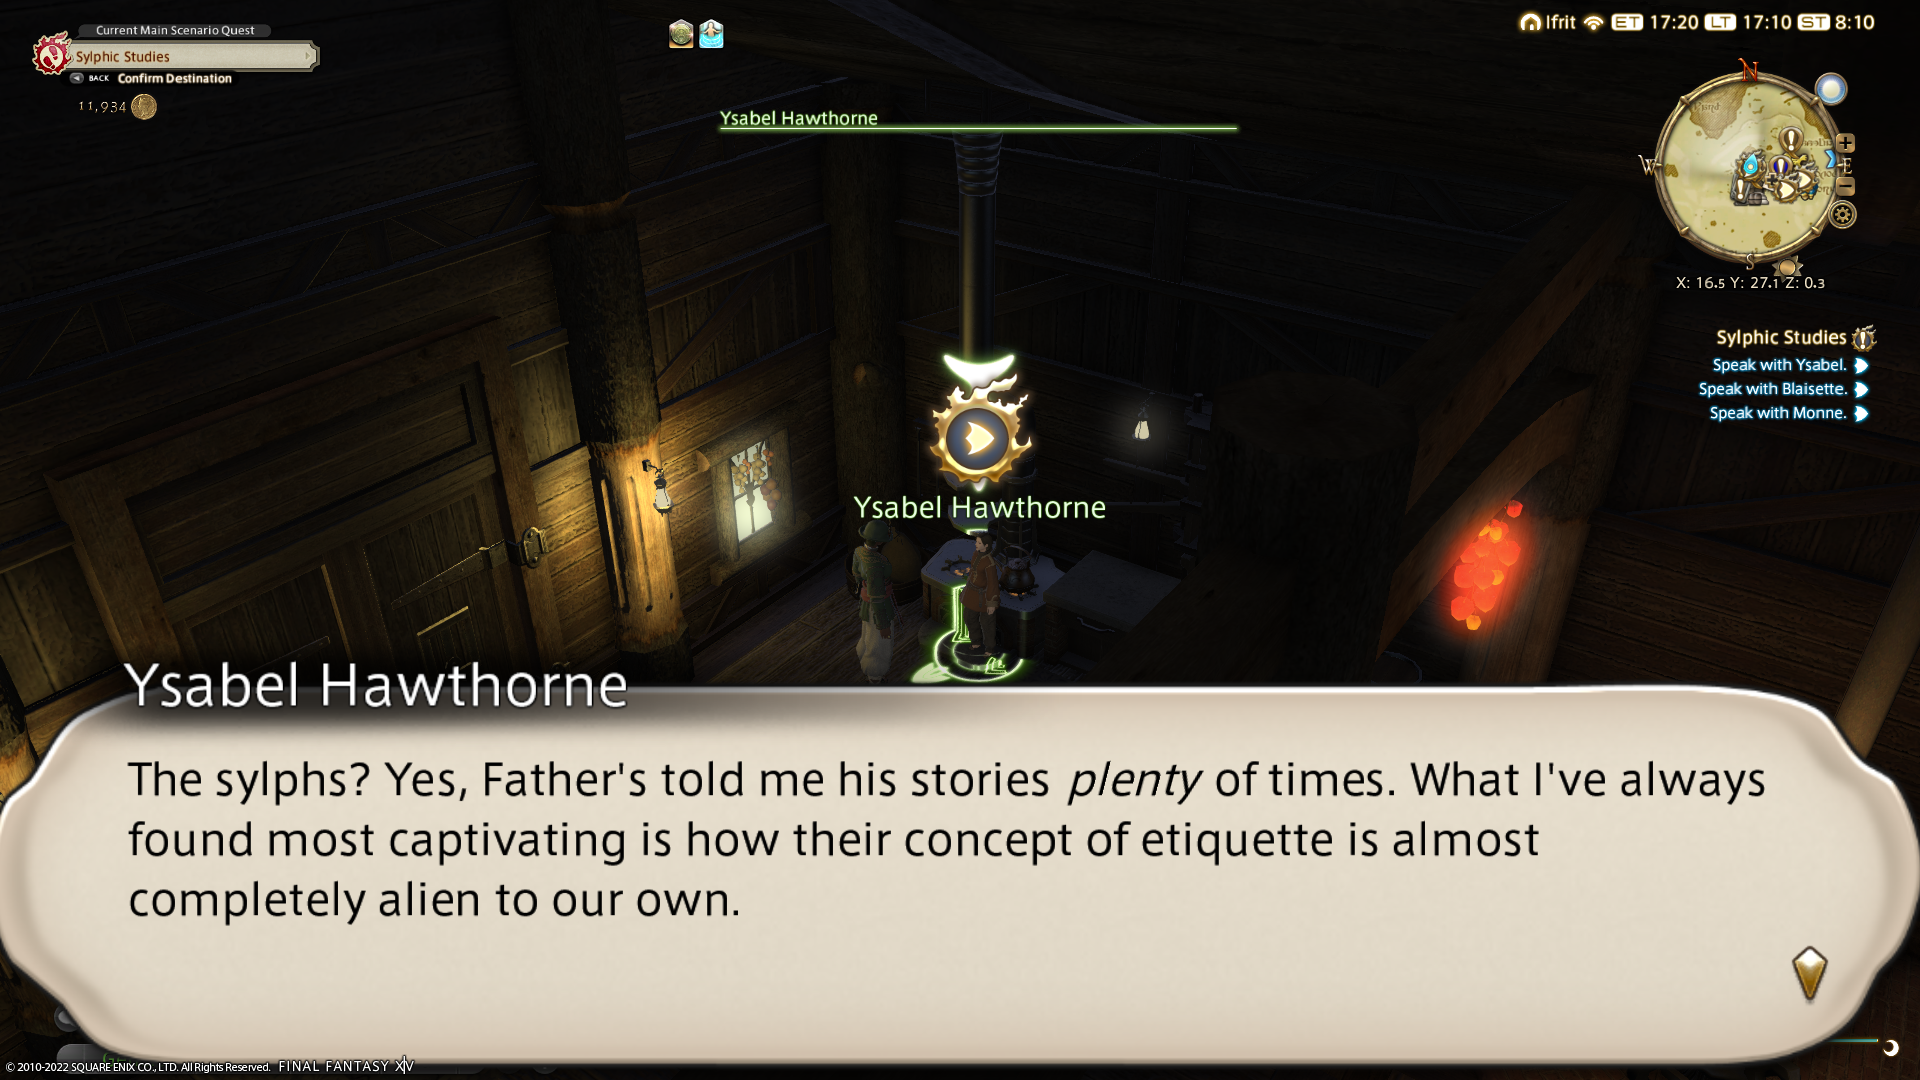 Current Main Scenario Quest
Sylphic Studies
BACK Confirm Destination
11,934
Ifrit ET 17:20 LT 17:10 ST 8:10
Ysabel Hawthorne
N
W
E
S
X: 16.5 Y: 27.1 Z: 0.3
Sylphic Studies
Speak with Ysabel.
Speak with Blaisette.
Speak with Monne.
Ysabel Hawthorne
Ysabel Hawthorne
The sylphs? Yes, Father's told me his stories plenty of times. What I've always
found most captivating is how their concept of etiquette is almost
completely alien to our own.
© 2010-2022 SQUARE ENIX CO., LTD. All Rights Reserved. FINAL FANTASY XIV